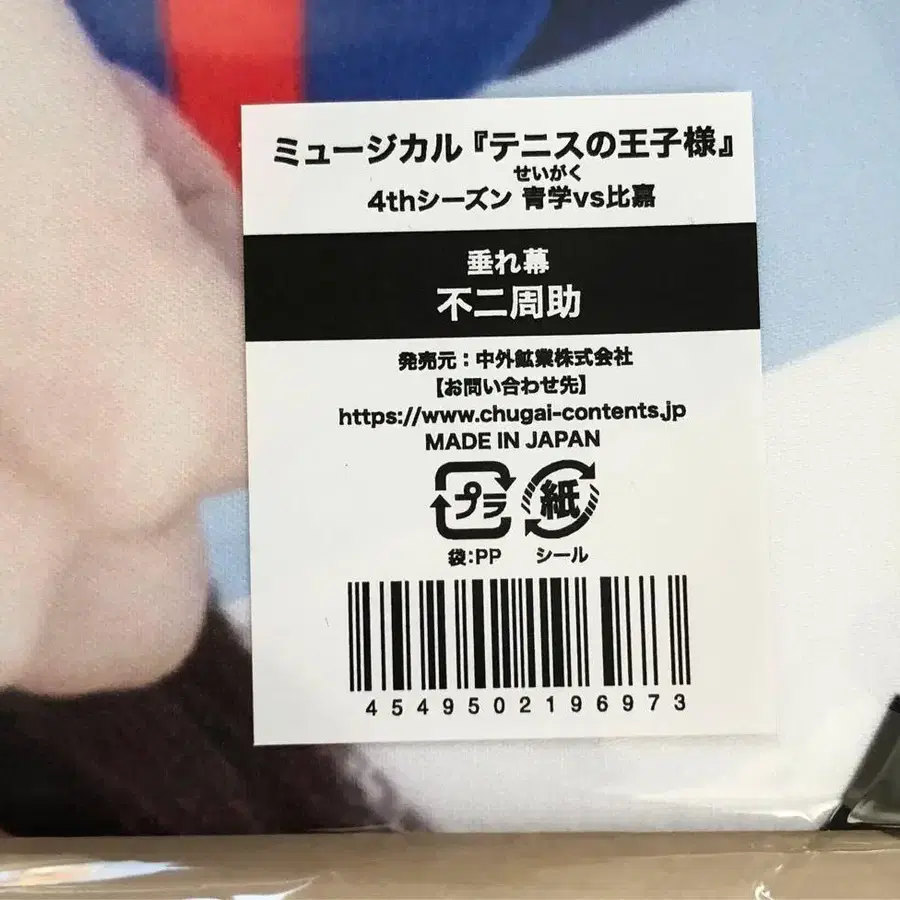 ミュージカル『テニスの王子様』
せいがく
4thシーズン 青学vs比嘉
垂れ幕
不二周助
発売元：中外鉱業株式会社
【お問い合わせ先】
https://www.chugai-contents.jp
MADE IN JAPAN
プラ 紙
袋:PP シール
4549502196973